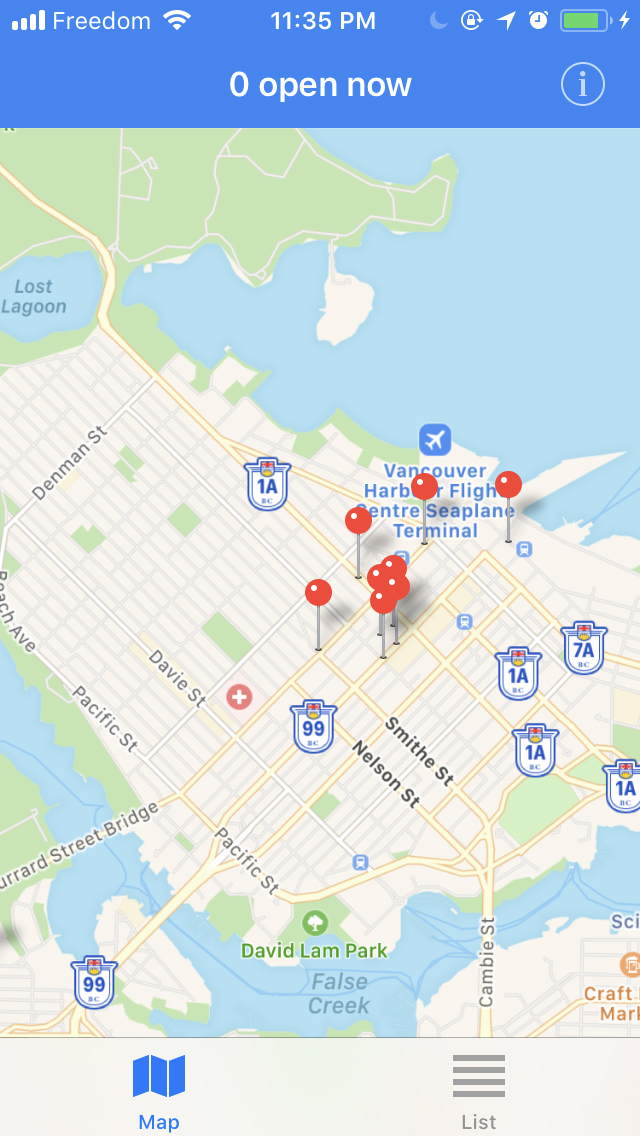 Freedom
11:35 PM
0 open now
i
Lost
Lagoon
Denman St
1A
BC
Vancouver
Harbour Flight
Centre Seaplane
Terminal
Beach Ave
Davie St
Pacific St
7A
BC
1A
BC
99
BC
Smithe St
Nelson St
1A
BC
1A
BC
urrard Street Bridge
Pacific St
David Lam Park
Cambie St
Sci
99
BC
False
Creek
Craft
Mark
Map
List